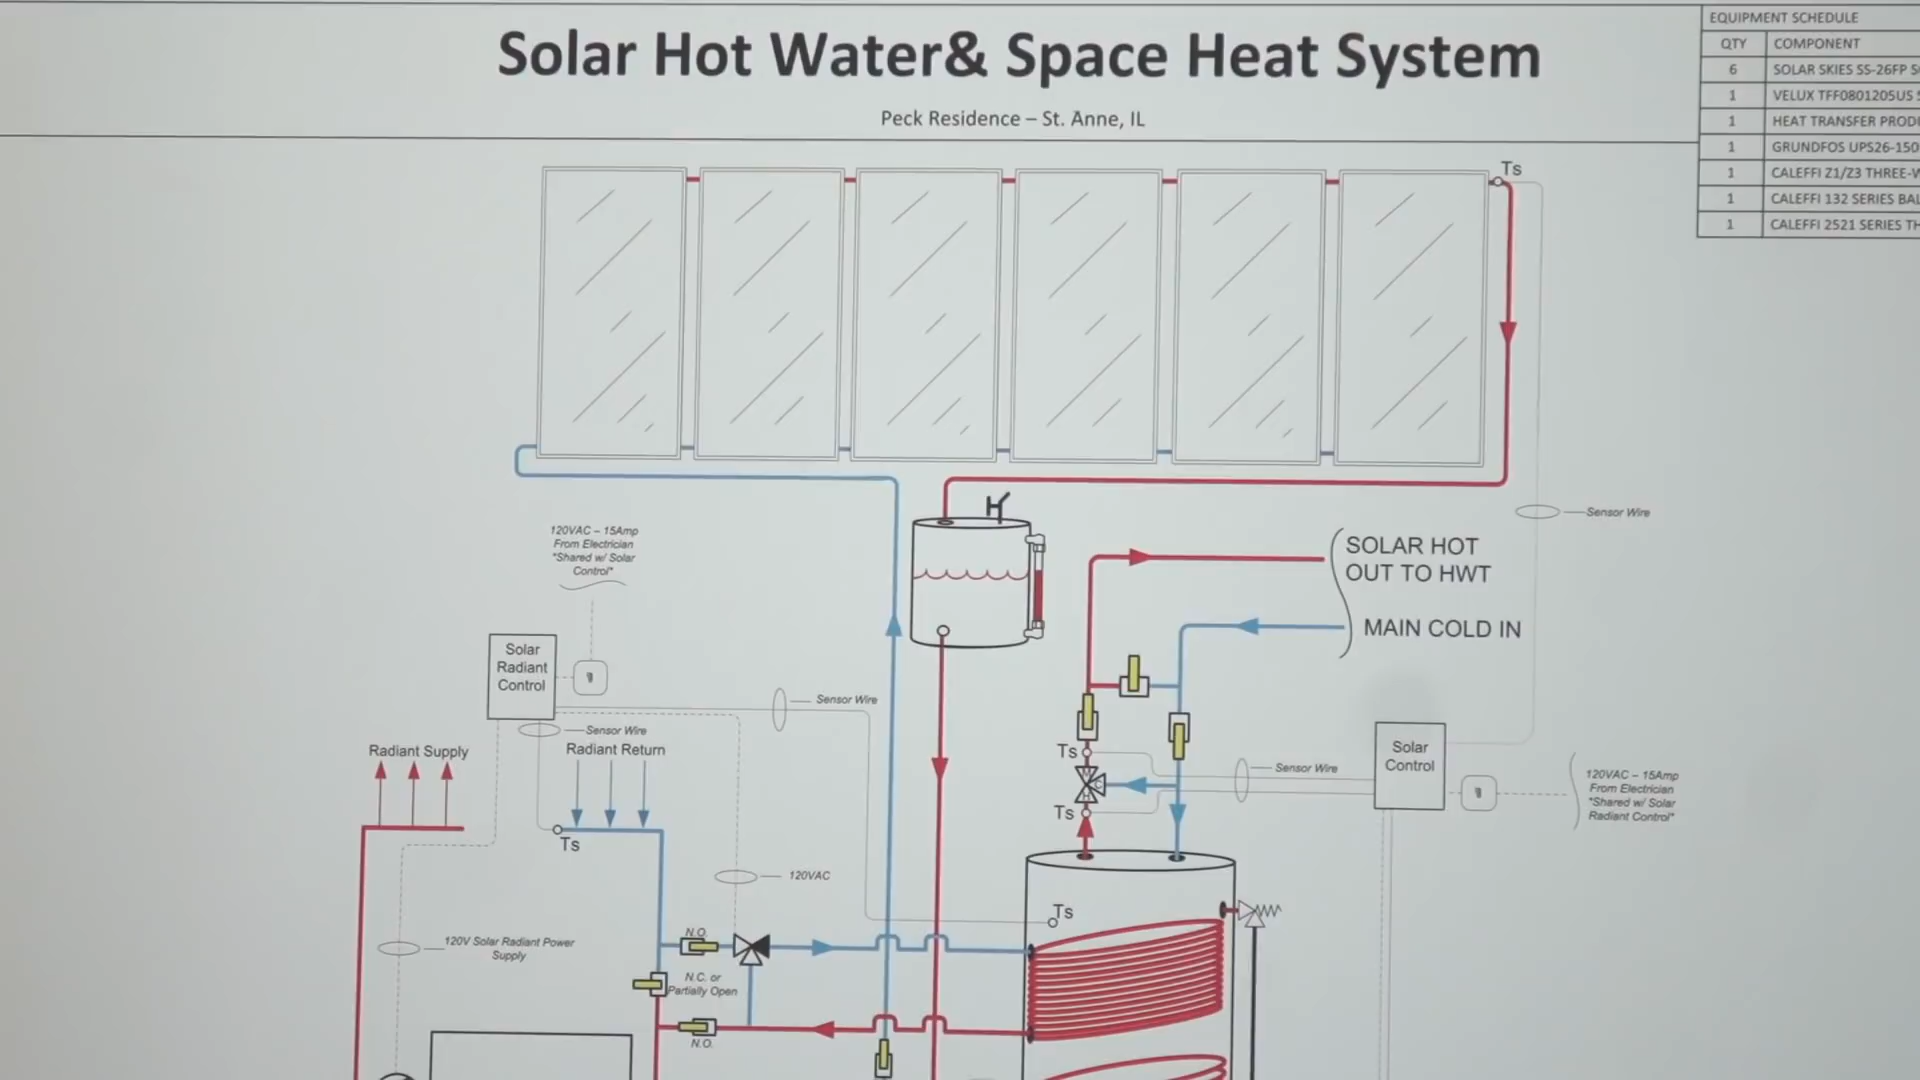 Solar Hot Water& Space Heat System
Peck Residence – St. Anne, IL
EQUIPMENT SCHEDULE
QTY COMPONENT
6 SOLAR SKIES SS-26FP
1 VELUX TFF0801205US
1 HEAT TRANSFER
1 GRUNDFOS UPS26-150
1 CALEFFI Z1/Z3
1 CALEFFI 132 SERIES
1 CALEFFI 2521 SERIES
Ts
Sensor Wire
120VAC – 15Amp
From Electrician
"Shared w/ Solar
Control"
SOLAR HOT
OUT TO HWT
MAIN COLD IN
Solar
Radiant
Control
Sensor Wire
Sensor Wire
Radiant Supply
Radiant Return
Ts
Ts
M
C
H
Ts
Sensor Wire
Solar
Control
120VAC – 15Amp
From Electrician
"Shared w/ Solar
Radiant Control"
120VAC
Ts
120V Solar Radiant Power
Supply
N.O.
N.C. or
Partially Open
N.O.